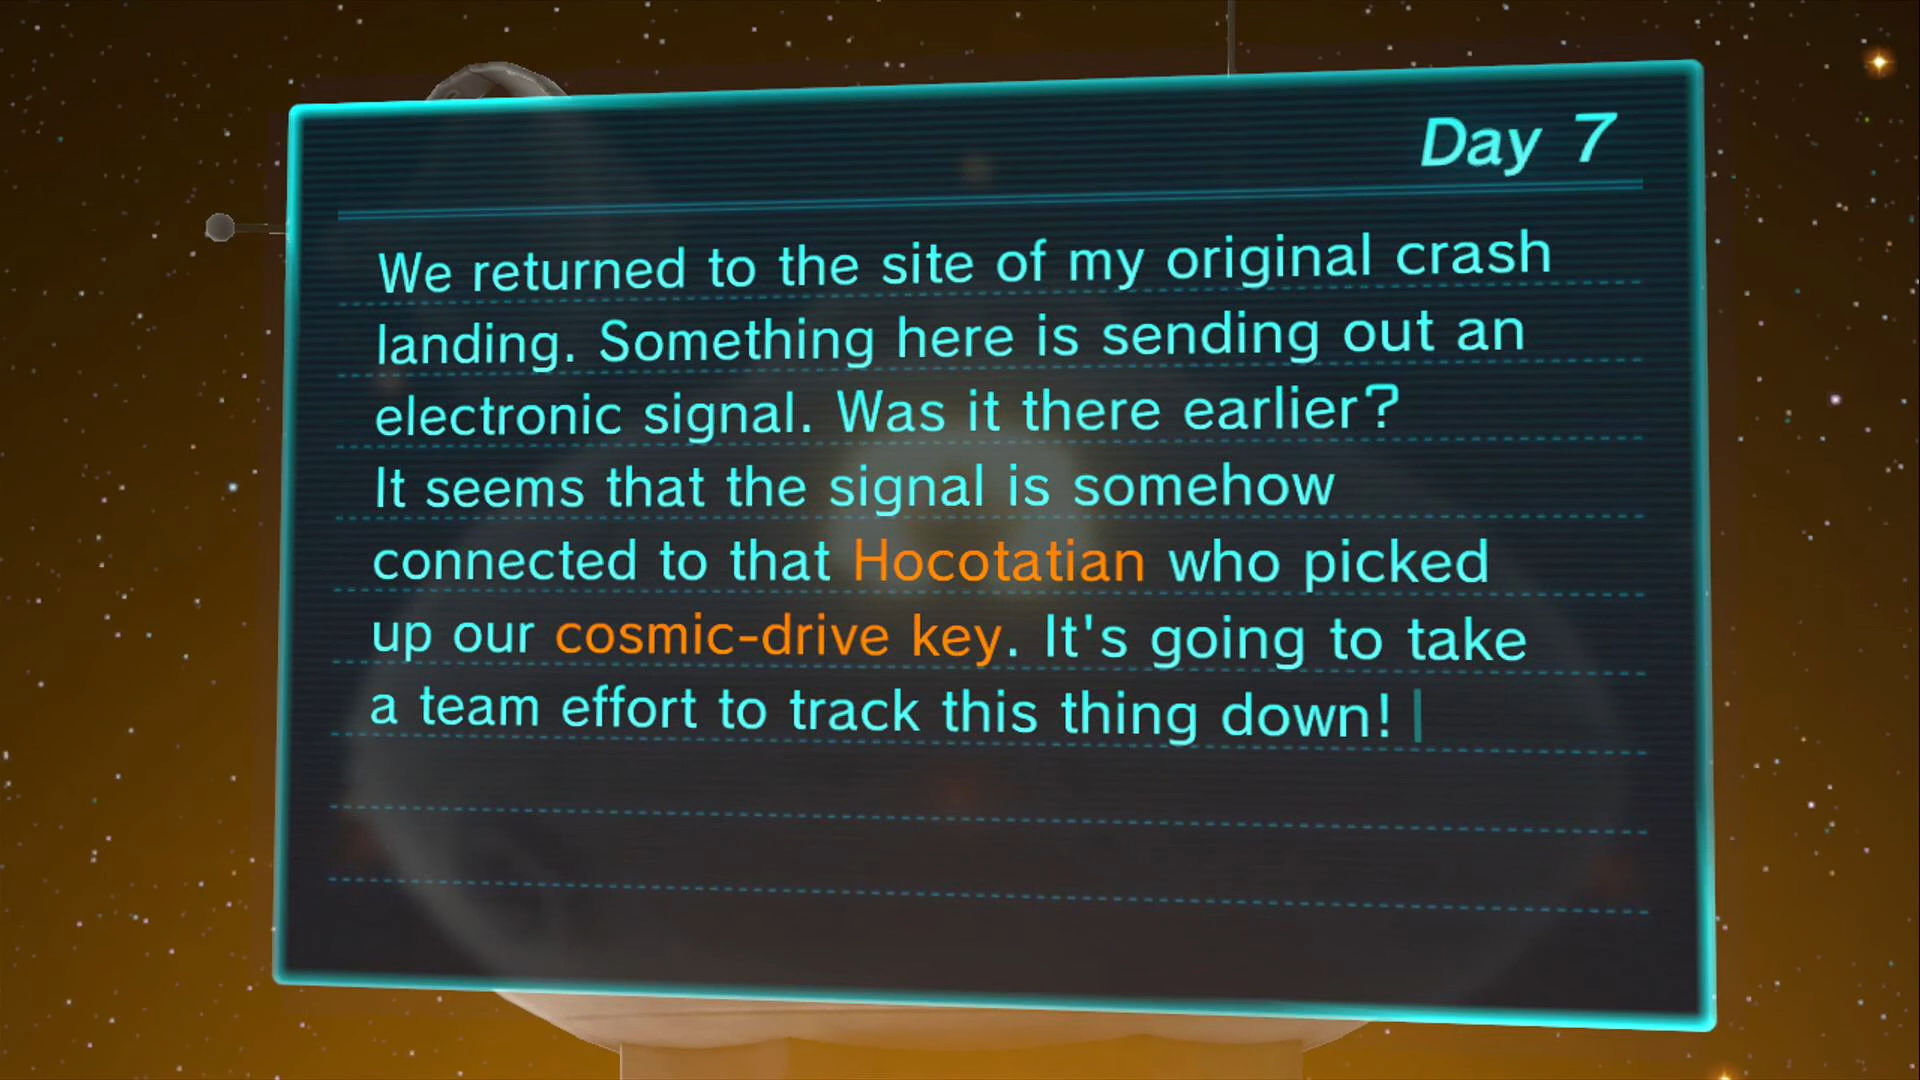 Day 7
We returned to the site of my original crash
landing. Something here is sending out an
electronic signal. Was it there earlier?
It seems that the signal is somehow
connected to that Hocotatian who picked
up our cosmic-drive key. It's going to take
a team effort to track this thing down!